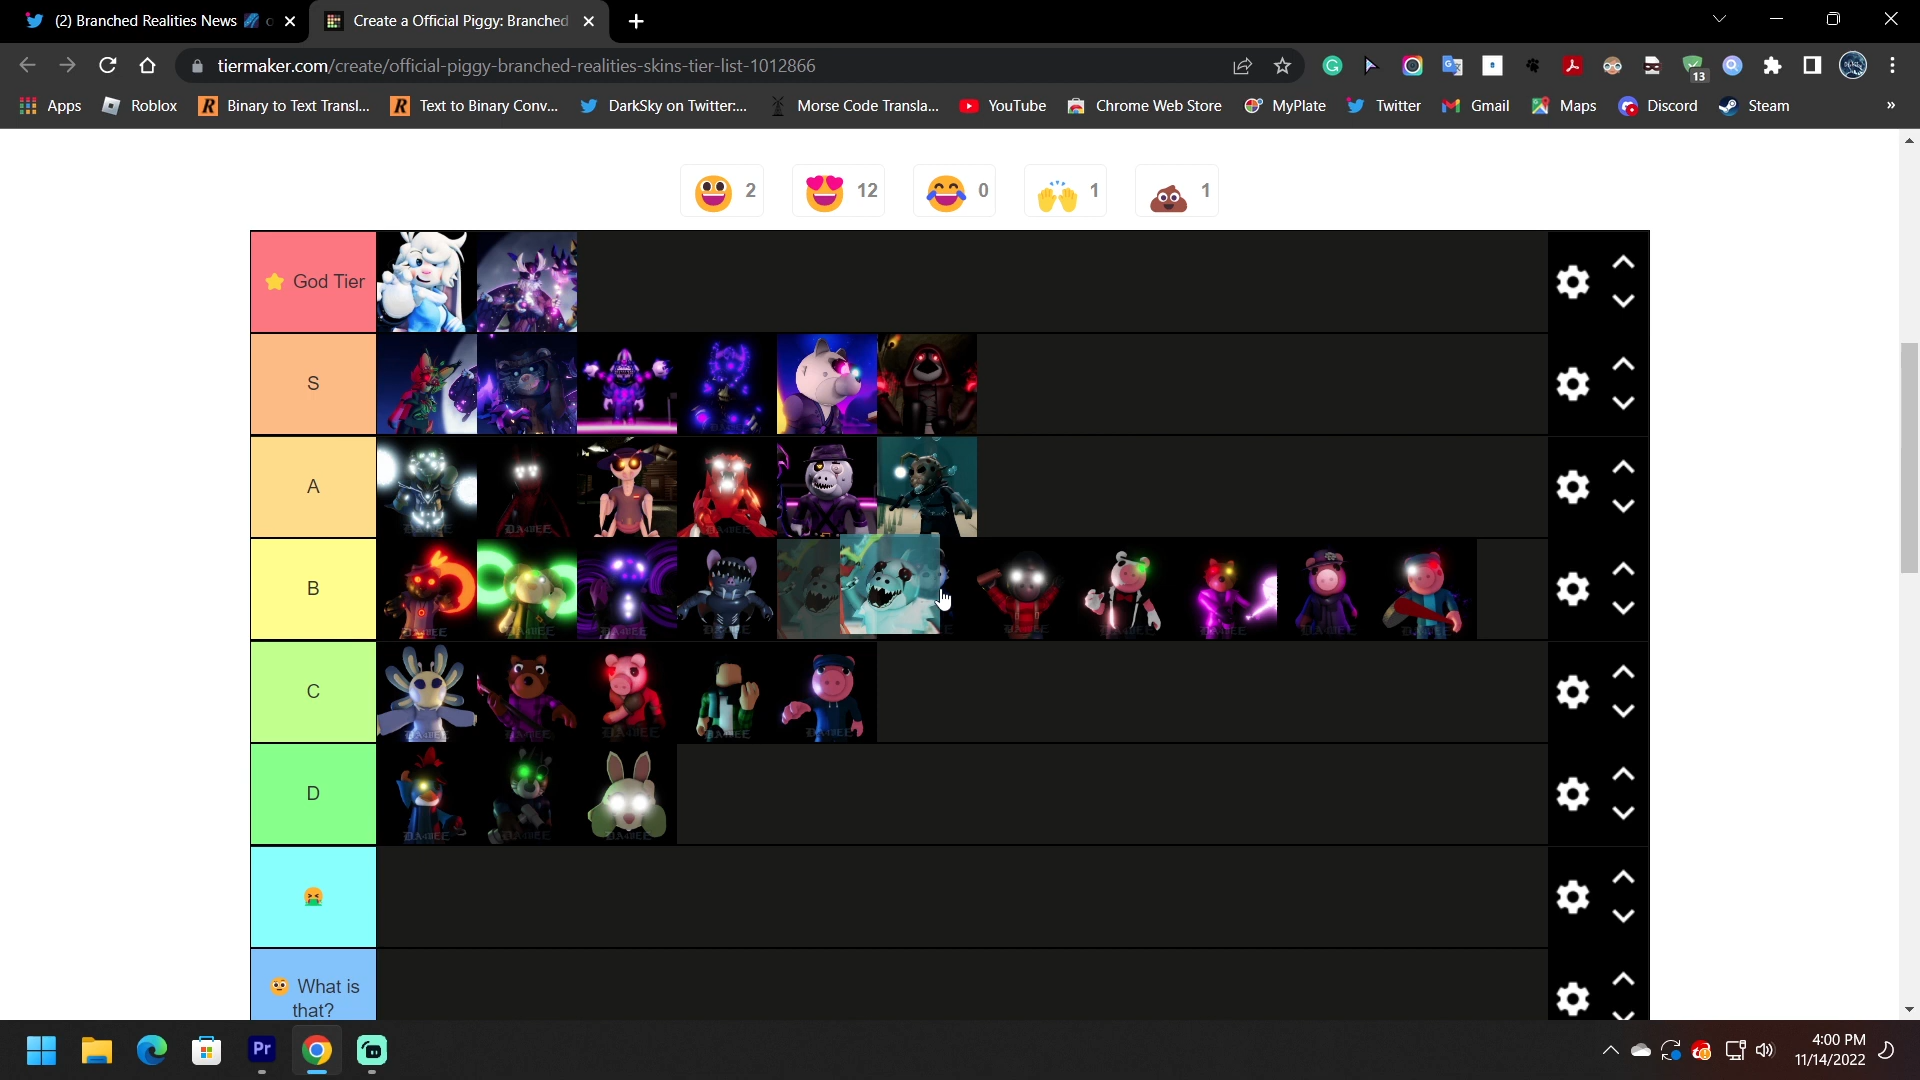 (2) Branched Realities News
Create a Official Piggy: Branched
tiermaker.com/create/official-piggy-branched-realities-skins-tier-list-1012866
13
Apps
Roblox
Binary to Text Transl...
Text to Binary Conv...
DarkSky on Twitter:...
Morse Code Transla...
YouTube
Chrome Web Store
MyPlate
Twitter
Gmail
Maps
Discord
Steam
»
2
12
0
1
1
God Tier
S
A
B
C
D
What is
that?
Pr
4:00 PM
11/14/2022